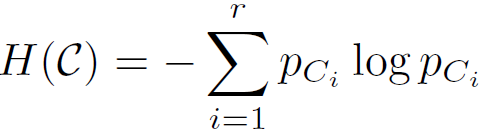 H(𝒞) = − ∑_{i=1}^{r} p_{C_i} log p_{C_i}